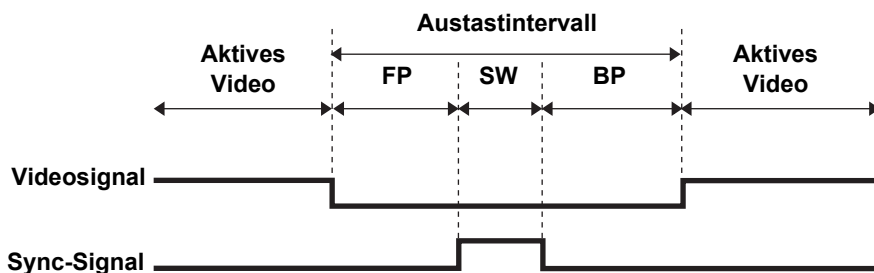 Austastintervall
Aktives
Video
FP
SW
BP
Aktives
Video
Videosignal
Sync-Signal